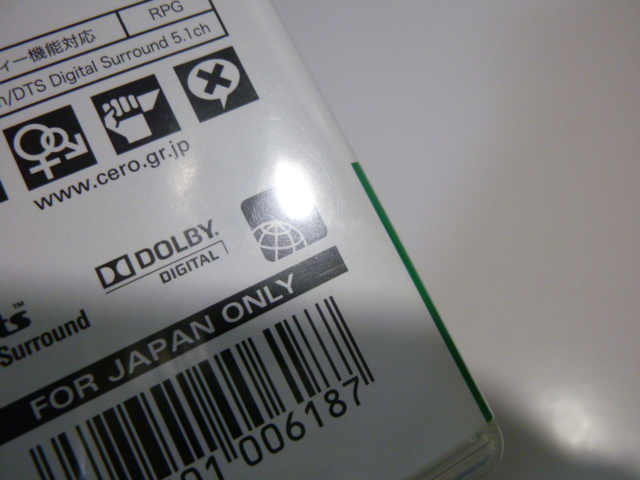 ィー機能対応 RPG
/DTS Digital Surround 5.1ch
www.cero.gr.jp
DOLBY.
DIGITAL
Surround
FOR JAPAN ONLY
01 006187